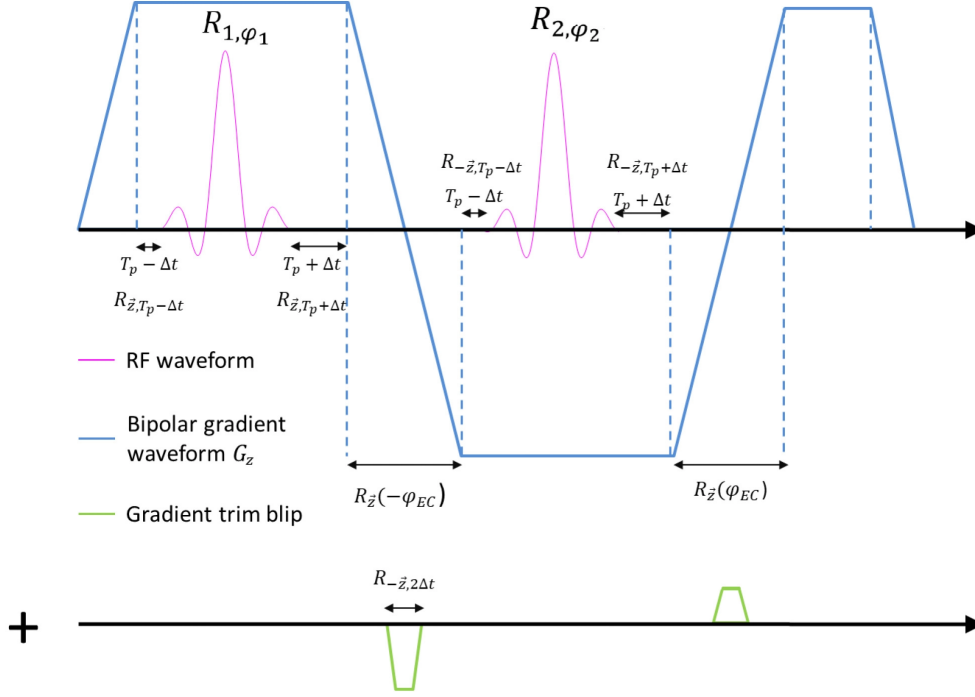 R₁,φ₁
R₂,φ₂
R₋z⃗,Tₚ−Δt
R₋z⃗,Tₚ+Δt
Tₚ − Δt
Tₚ + Δt
Tₚ − Δt
Tₚ + Δt
Rz⃗,Tₚ−Δt
Rz⃗,Tₚ+Δt
RF waveform
Bipolar gradient
waveform G_z
Gradient trim blip
Rz⃗(−φEC)
Rz⃗(φEC)
R₋z⃗,2Δt
+